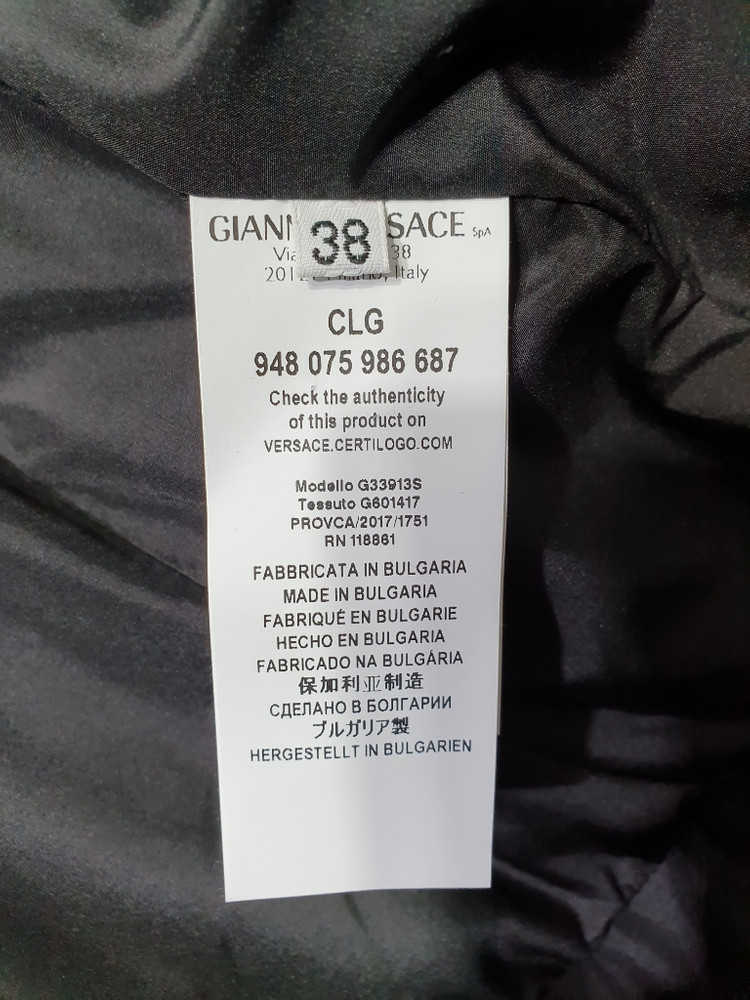 GIAN SACE SpA
38
Via 38
Italy
CLG
948 075 986 687
Check the authenticity
of this product on
VERSACE.CERTILOGO.COM
Modello G33913S
Tessuto G601417
PROVCA/2017/1751
RN 118861
FABBRICATA IN BULGARIA
MADE IN BULGARIA
FABRIQUÉ EN BULGARIE
HECHO EN BULGARIA
FABRICADO NA BULGÁRIA
保加利亚制造
СДЕЛАНО В БОЛГАРИИ
ブルガリア製
HERGESTELLT IN BULGARIEN